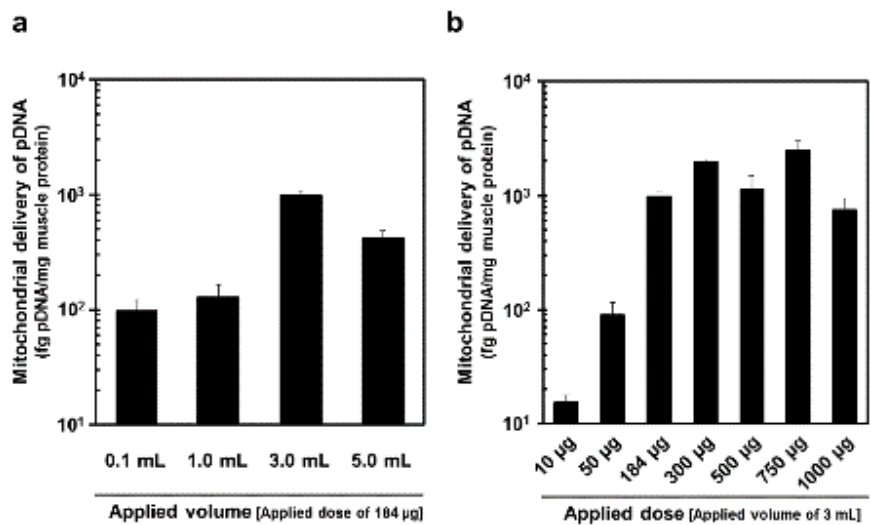 a
Mitochondrial delivery of pDNA
(fg pDNA/mg muscle protein)
10⁴
10³
10²
10¹
0.1 mL 1.0 mL 3.0 mL 5.0 mL
Applied volume [Applied dose of 184 µg]
b
Mitochondrial delivery of pDNA
(fg pDNA/mg muscle protein)
10⁴
10³
10²
10¹
10 µg 50 µg 184 µg 300 µg 500 µg 750 µg 1000 µg
Applied dose [Applied volume of 3 mL]